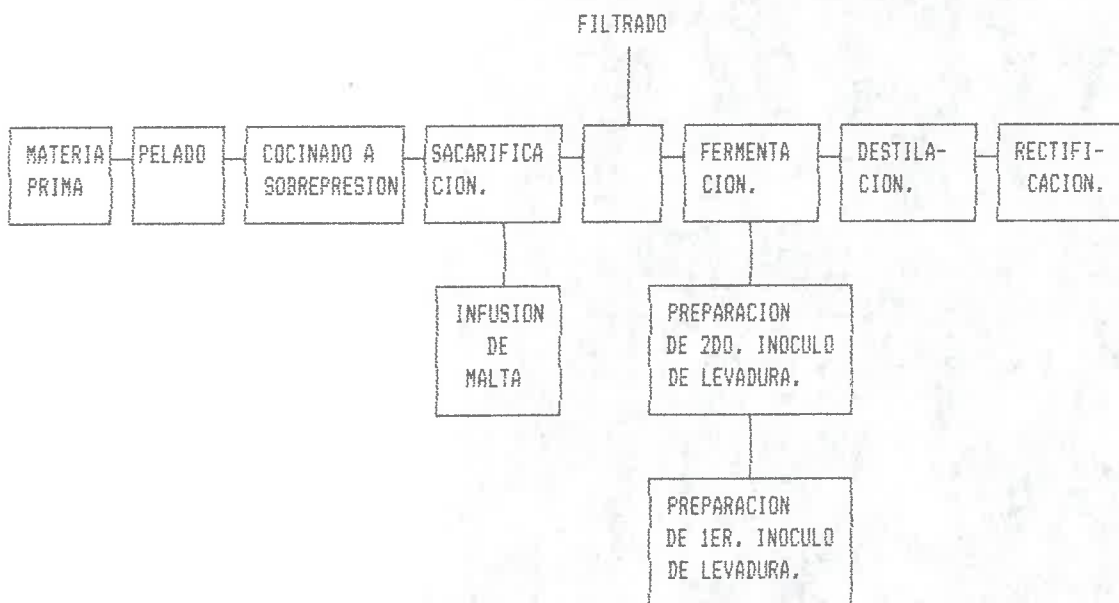 FILTRADO
MATERIA
PRIMA
PELADO
COCINADO A
SOBREPRESION
SACARIFICA
CION.
FERMENTA
CION.
DESTILA-
CION.
RECTIFI-
CACION.
INFUSION
DE
MALTA
PREPARACION
DE 2DO. INOCULO
DE LEVADURA.
PREPARACION
DE 1ER. INOCULO
DE LEVADURA.